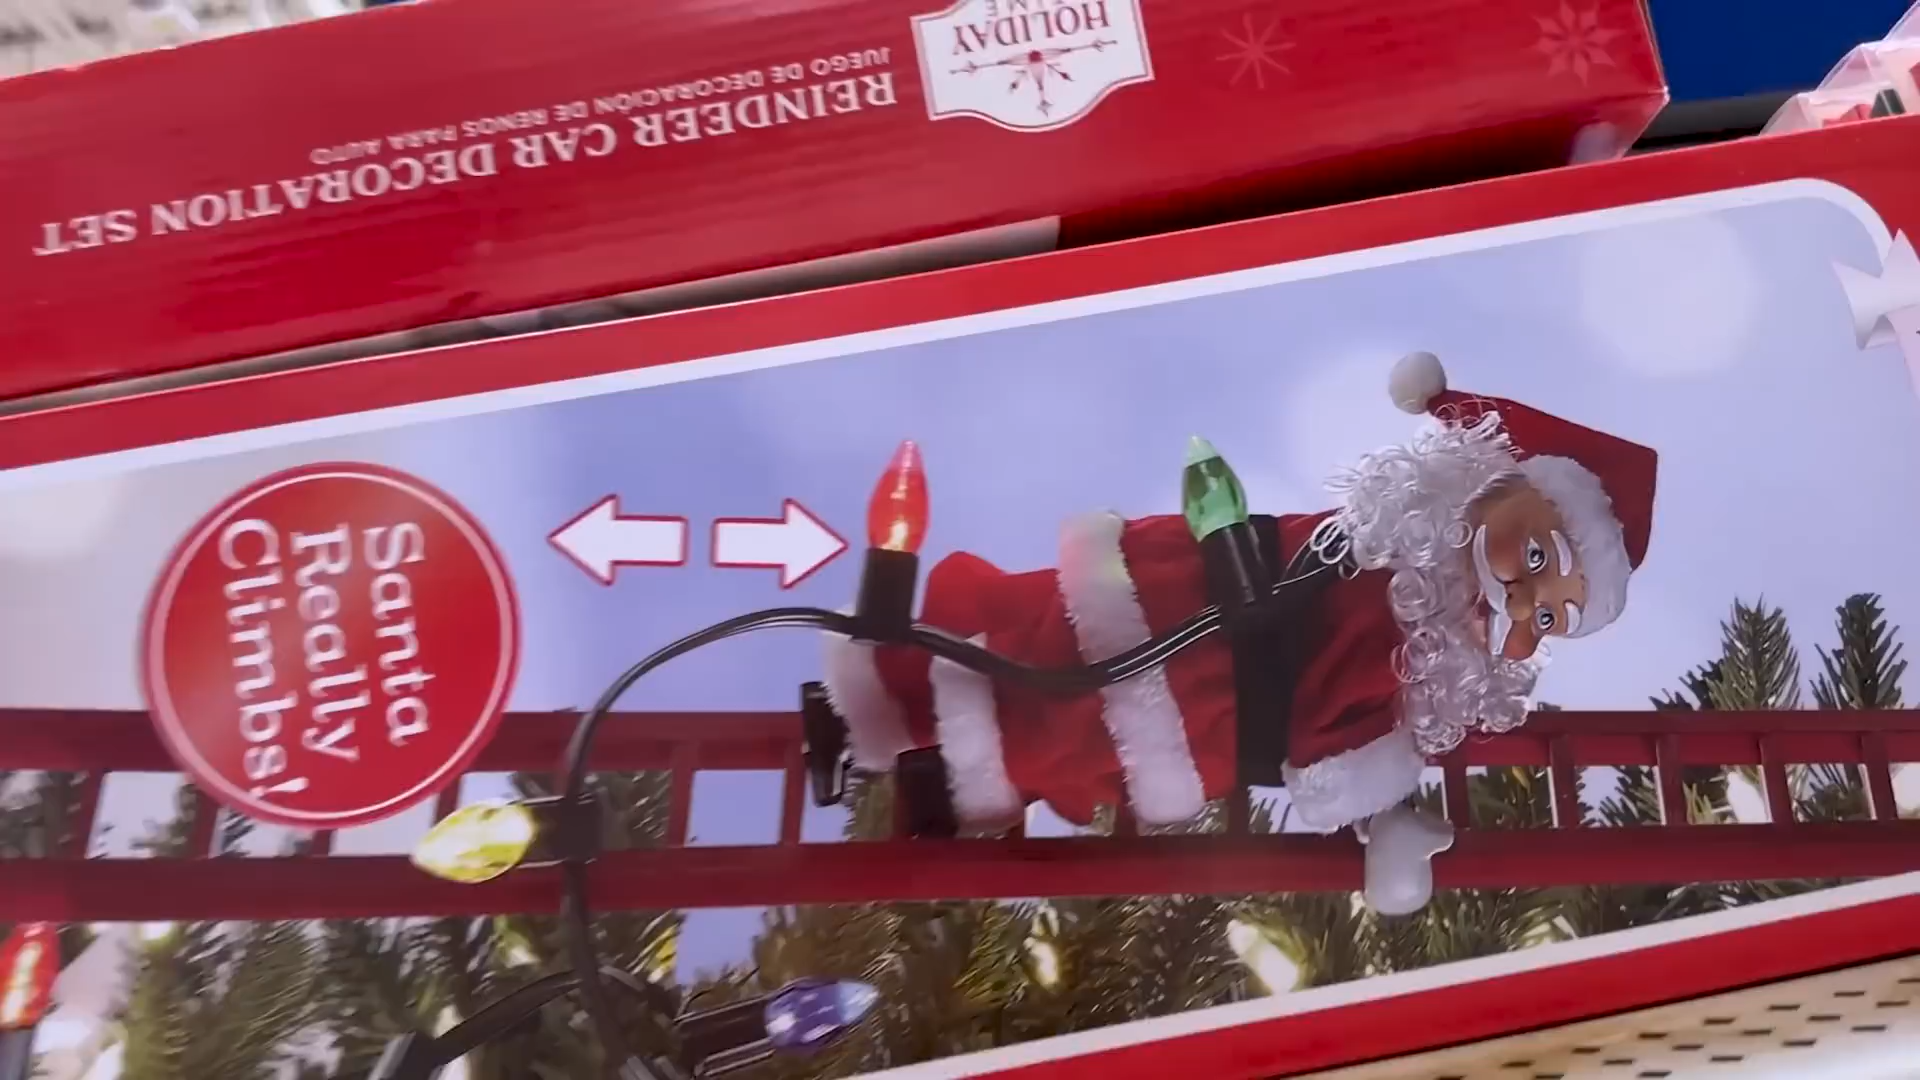 HOLIDAY
TIME
REINDEER CAR DECORATION SET
JUEGO DE DECORACIÓN DE RENOS PARA AUTO
Santa
Really
Climbs!